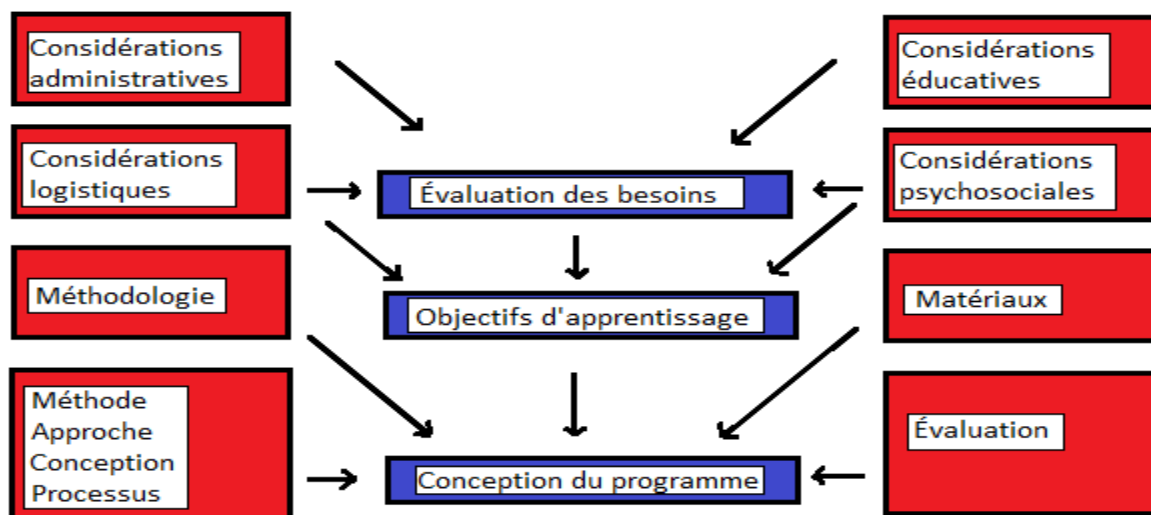 Considérations
administratives
Considérations
éducatives
Considérations
logistiques
Évaluation des besoins
Considérations
psychosociales
Méthodologie
Objectifs d'apprentissage
Matériaux
Méthode
Approche
Conception
Processus
Conception du programme
Évaluation